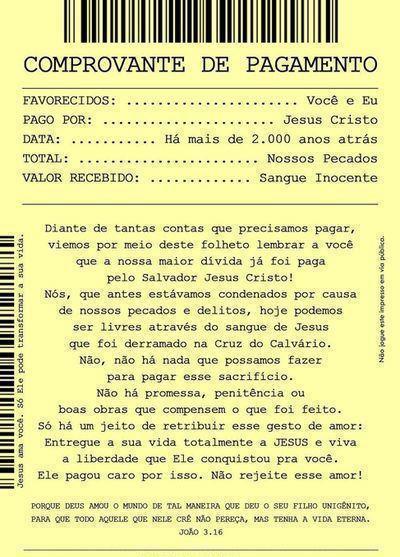 COMPROVANTE DE PAGAMENTO
FAVORECIDOS: ...................... Você e Eu
PAGO POR: ...................... Jesus Cristo
DATA: ........... Há mais de 2.000 anos atrás
TOTAL: ....................... Nossos Pecados
VALOR RECEBIDO: ............. Sangue Inocente
Diante de tantas contas que precisamos pagar,
viemos por meio deste folheto lembrar a você
que a nossa maior dívida já foi paga
pelo Salvador Jesus Cristo!
Nós, que antes estávamos condenados por causa
de nossos pecados e delitos, hoje podemos
ser livres através do sangue de Jesus
que foi derramado na Cruz do Calvário.
Não, não há nada que possamos fazer
para pagar esse sacrifício.
Não há promessa, penitência ou
boas obras que compensem o que foi feito.
Só há um jeito de retribuir esse gesto de amor:
Entregue a sua vida totalmente a JESUS e viva
a liberdade que Ele conquistou pra você.
Ele pagou caro por isso. Não rejeite esse amor!
Jesus ama você. Só Ele pode transformar a sua vida.
Não jogue este impresso em via pública.
PORQUE DEUS AMOU O MUNDO DE TAL MANEIRA QUE DEU O SEU FILHO UNIGÊNITO,
PARA QUE TODO AQUELE QUE NELE CRÊ NÃO PEREÇA, MAS TENHA A VIDA ETERNA.
JOÃO 3.16